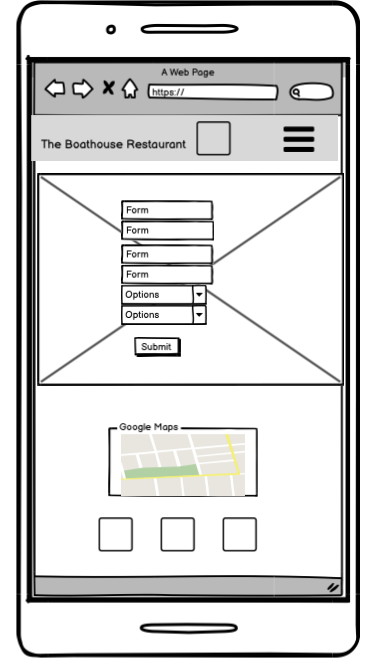 A Web Page
https://
The Boathouse Restaurant
Form
Form
Form
Form
Options
Options
Submit
Google Maps